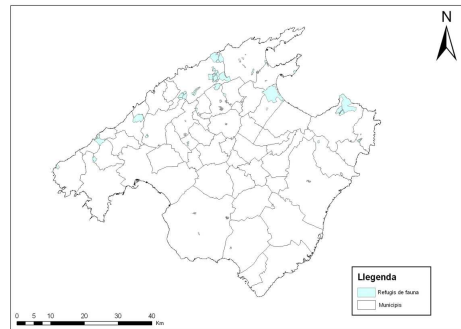 N
Llegenda
Refugis de fauna
Municipis
0 5 10 20 30 40
Km